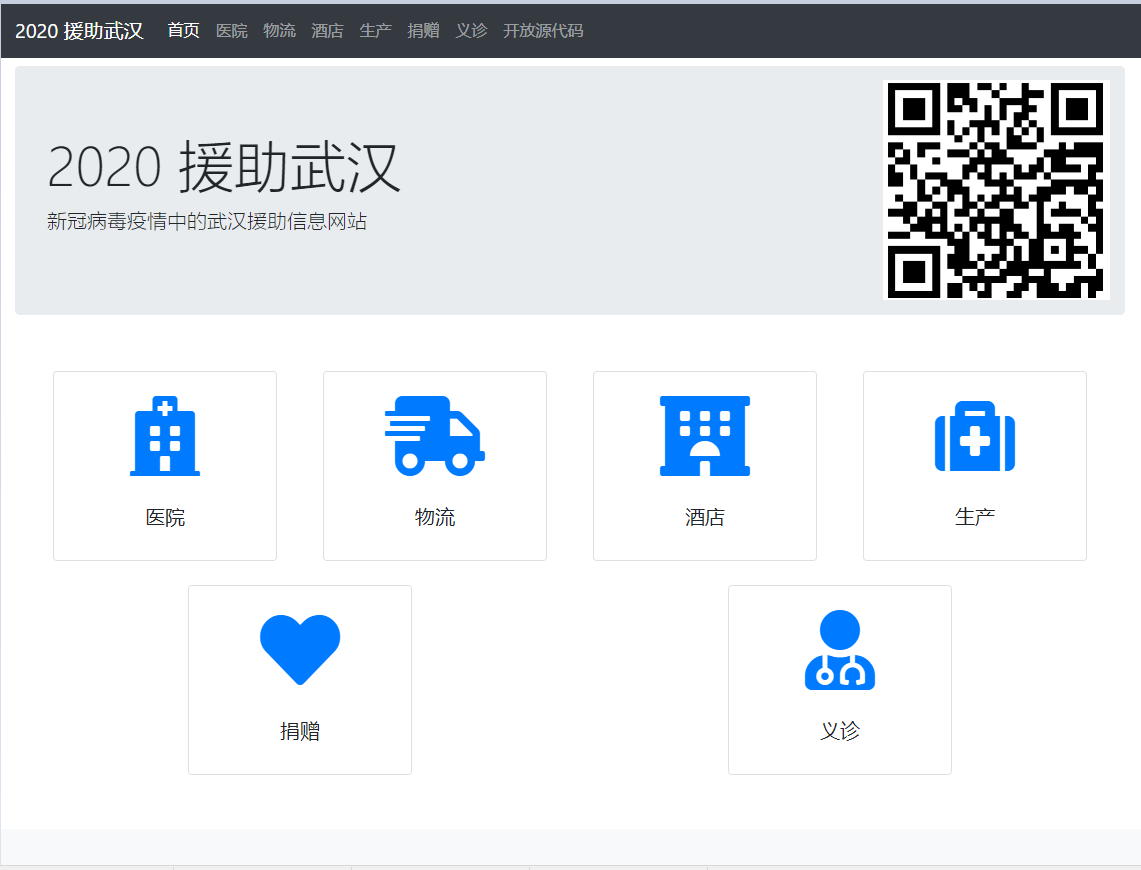 2020 援助武汉 首页 医院 物流 酒店 生产 捐赠 义诊 开放源代码
2020 援助武汉
新冠病毒疫情中的武汉援助信息网站
医院
物流
酒店
生产
捐赠
义诊